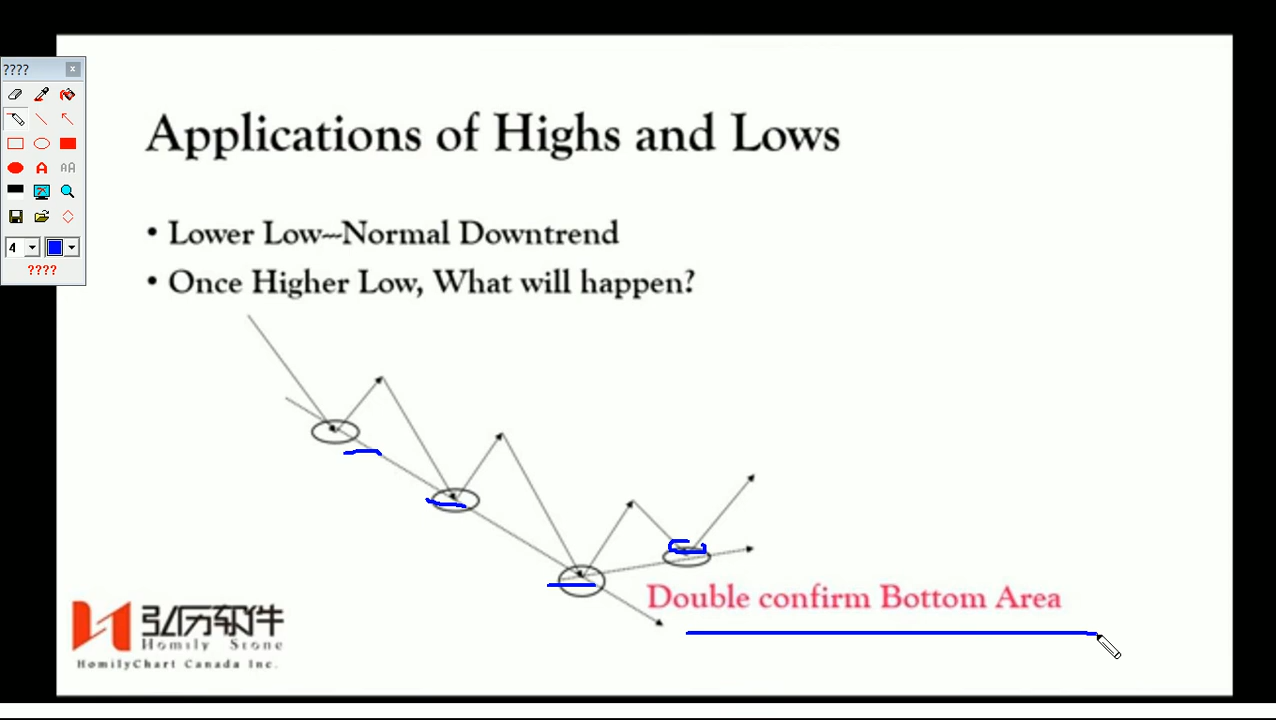 ????
Applications of Highs and Lows
• Lower Low--Normal Downtrend
• Once Higher Low, What will happen?
A AA
4
????
Double confirm Bottom Area
弘历软件
Homily Stone
HomilyChart Canada Inc.